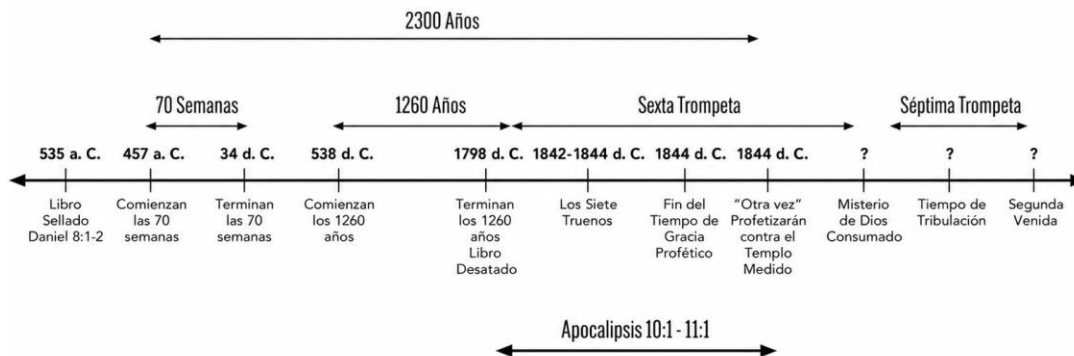 2300 Años
70 Semanas
1260 Años
Sexta Trompeta
Séptima Trompeta
535 a. C.
457 a. C.
34 d. C.
538 d. C.
1798 d. C.
1842-1844 d. C.
1844 d. C.
1844 d. C.
?
?
?
Libro
Sellado
Daniel 8:1-2
Comienzan
las 70
semanas
Terminan
las 70
semanas
Comienzan
los 1260
años
Terminan
los 1260
años
Libro
Desatado
Los Siete
Truenos
Fin del
Tiempo de
Gracia
Profético
“Otra vez”
Profetizarán
contra el
Templo
Medido
Misterio
de Dios
Consumado
Tiempo de
Tribulación
Segunda
Venida
Apocalipsis 10:1 - 11:1